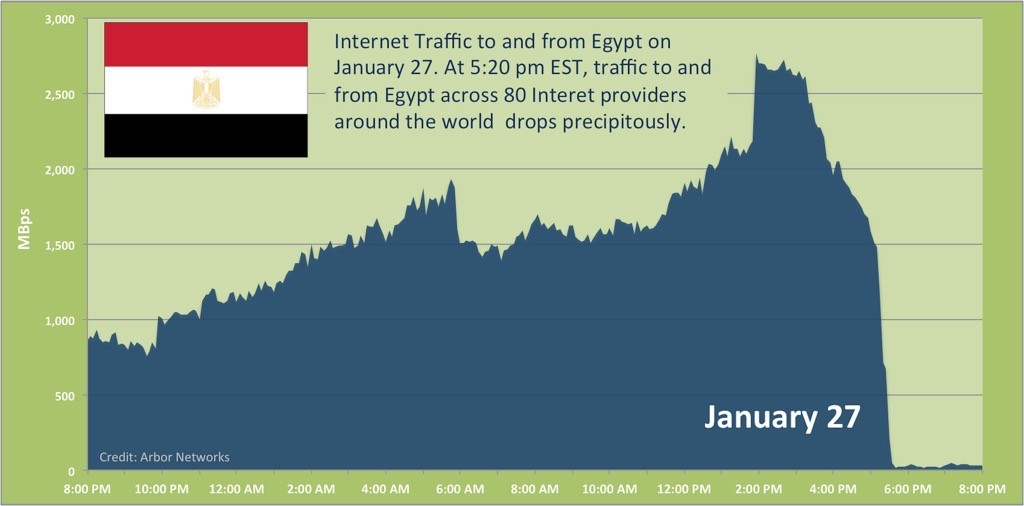 3,000
Internet Traffic to and from Egypt on
January 27. At 5:20 pm EST, traffic to and
2,500
from Egypt across 80 Interet providers
around the world drops precipitously.
2,000
MBps
1,500
1,000
500
January 27
Credit: Arbor Networks
0
8:00 PM 10:00 PM 12:00 AM 2:00 AM 4:00 AM 6:00 AM 8:00 AM 10:00 AM 12:00 PM 2:00 PM 4:00 PM 6:00 PM 8:00 PM